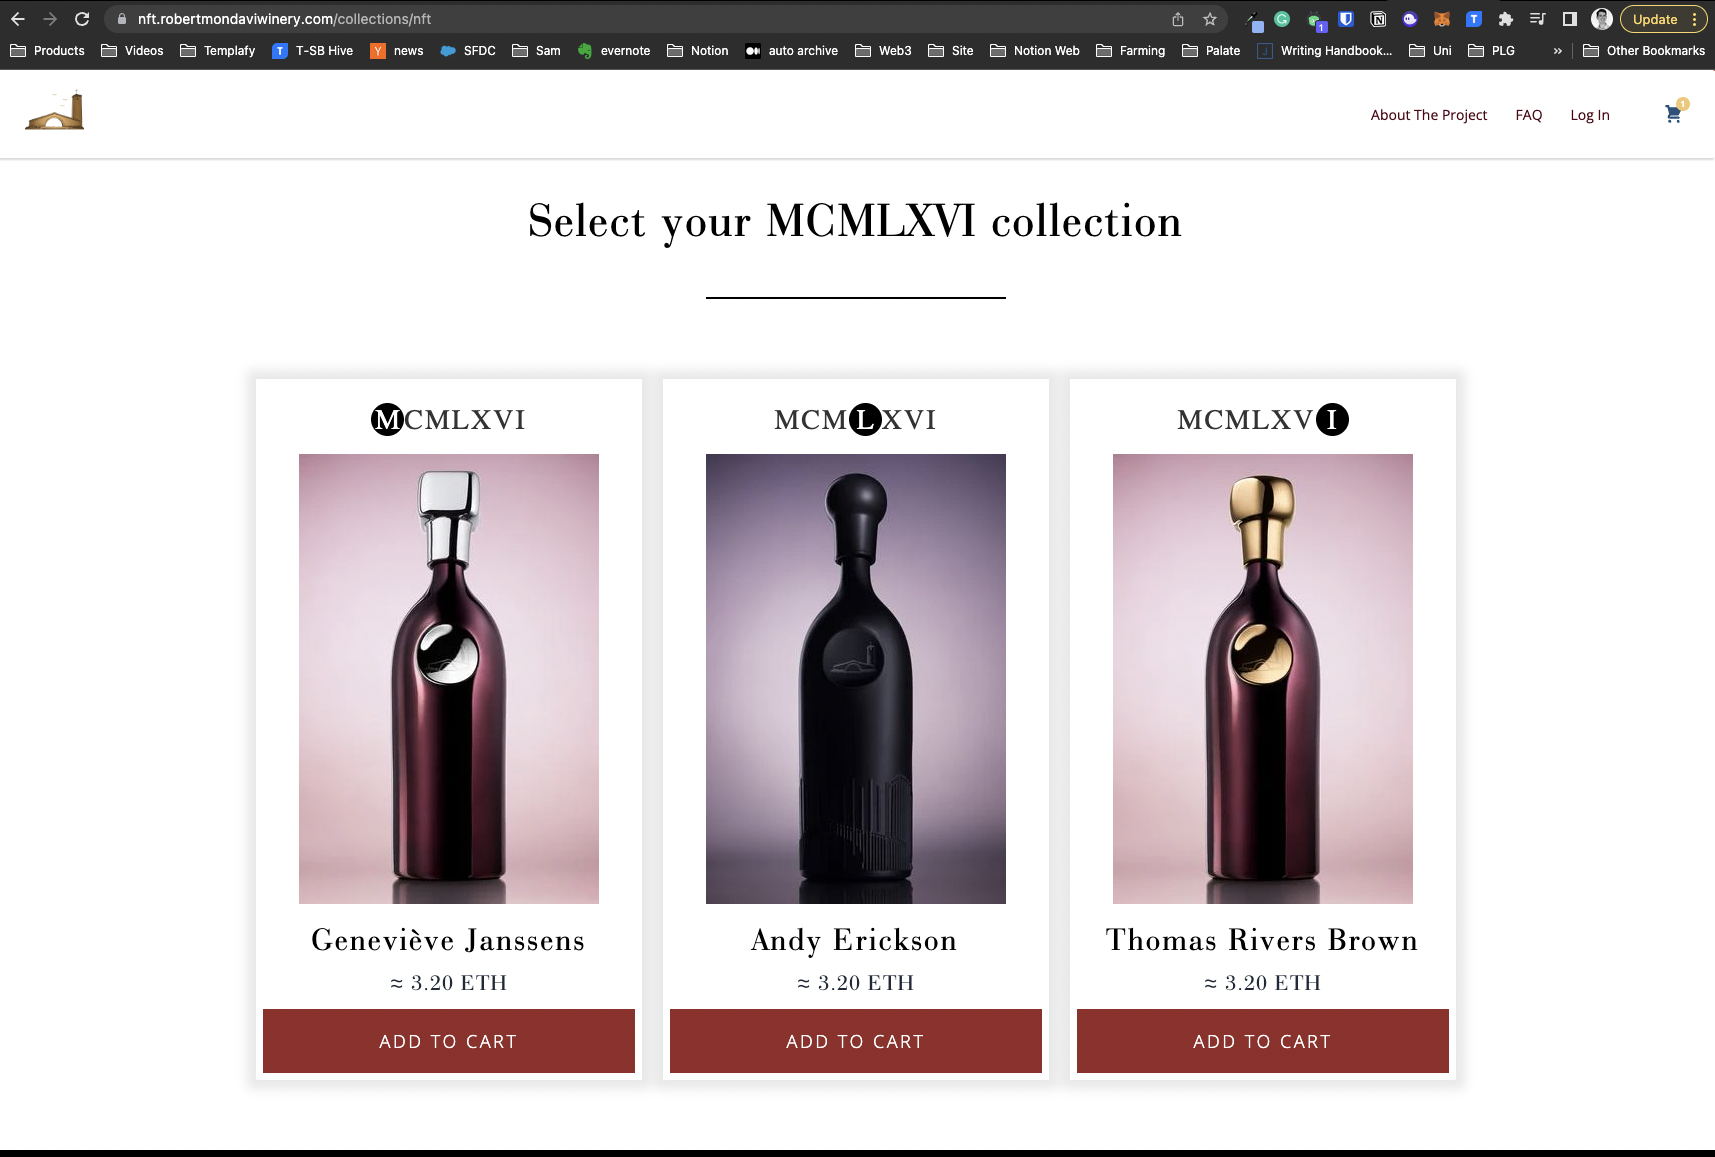 nft.robertmondaviwinery.com/collections/nft
Update
Products Videos Templafy T-SB Hive news SFDC Sam evernote Notion auto archive Web3 Site Notion Web Farming Palate Writing Handbook... Uni PLG » Other Bookmarks
About The Project FAQ Log In 1
Select your MCMLXVI collection
MCMLXVI
Geneviève Janssens
≈ 3.20 ETH
ADD TO CART
MCMLXVI
Andy Erickson
≈ 3.20 ETH
ADD TO CART
MCMLXVI
Thomas Rivers Brown
≈ 3.20 ETH
ADD TO CART